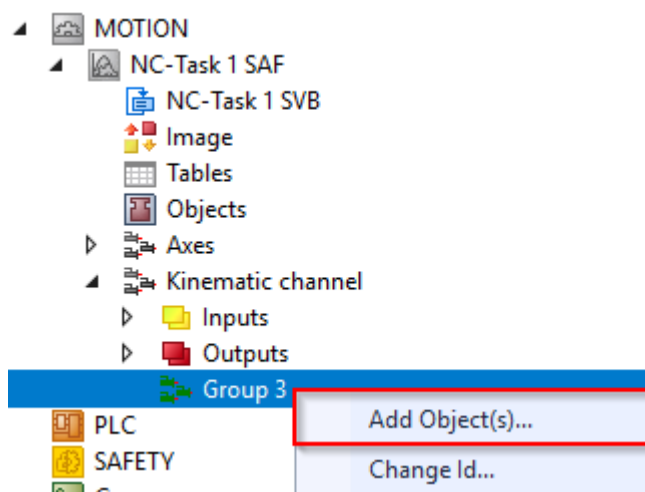 MOTION
NC-Task 1 SAF
NC-Task 1 SVB
Image
Tables
Objects
Axes
Kinematic channel
Inputs
Outputs
Group 3
Add Object(s)...
PLC
SAFETY
Change Id...